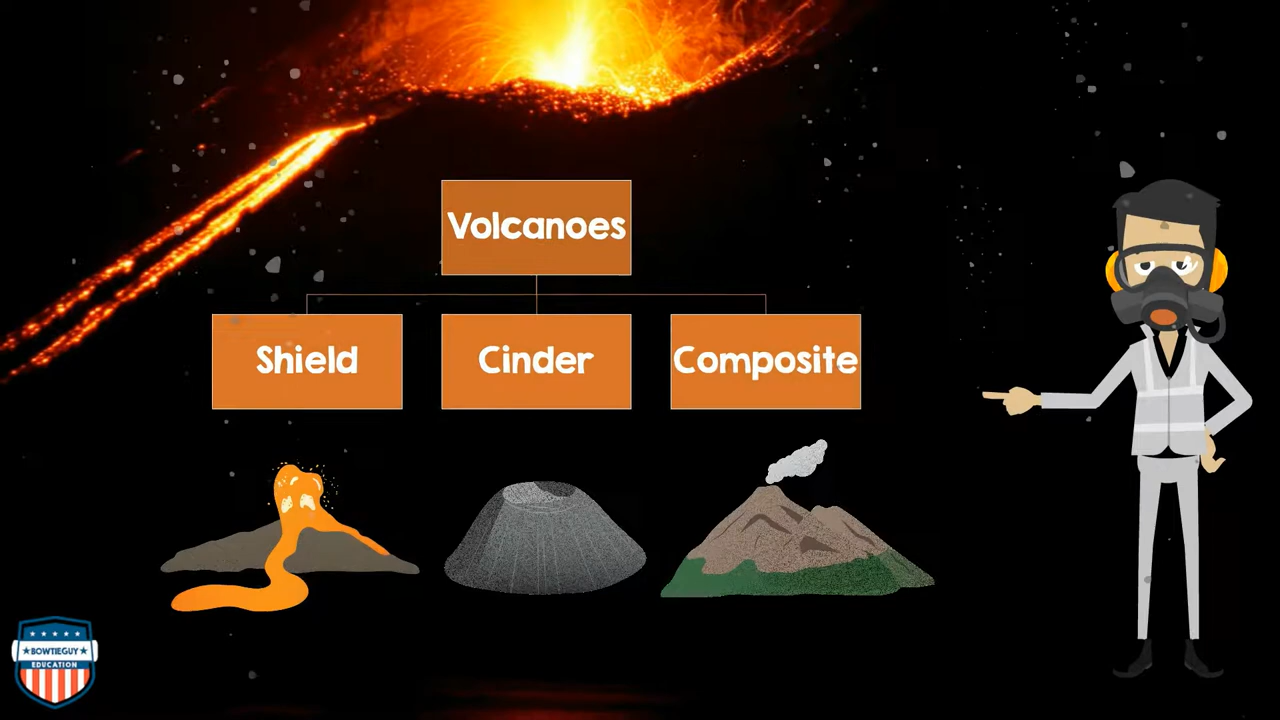 Volcanoes
Shield
Cinder
Composite
BOWTIEGUY
EDUCATION